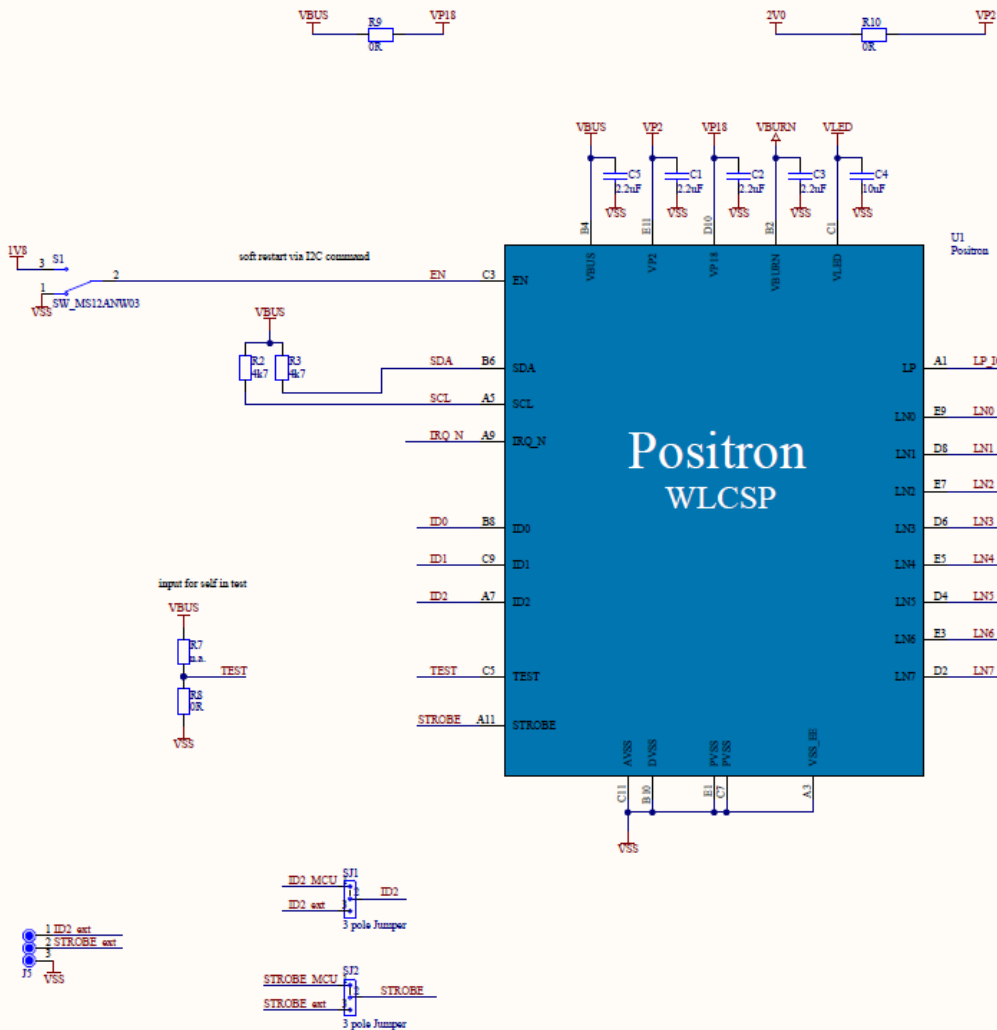 VBUS R9 VP18
0R
2V0 R10 VP2
0R
VBUS VP2 VP18 VBURN VLED
C5 C1 C2 C3 C4
2.2uF 2.2uF 2.2uF 2.2uF 10uF
VSS VSS VSS VSS VSS
B4 E11 D10 B2 C1
VBUS VP2 VP18 VBURN VLED
U1
Positron
1V8
3 S1
2
1
VSS SW_MS12ANW03
soft restart via I2C command
EN C3 EN
VBUS
R2 R3
4k7 4k7
SDA B6 SDA
SCL A5 SCL
IRQ_N A9 IRQ_N
ID0 B8 ID0
ID1 C9 ID1
ID2 A7 ID2
TEST C5 TEST
STROBE A11 STROBE
Positron
WLCSP
LP A1
LN0 E9 LN0
LN1 D8 LN1
LN2 E7 LN2
LN3 D6 LN3
LN4 E5 LN4
LN5 D4 LN5
LN6 E3 LN6
LN7 D2 LN7
input for self in test
VBUS
R7
n.a.
TEST
R8
0R
VSS
AVSS DVSS PVSS PVSS VSS_EE
C11 B10 E1 C7 A3
VSS
SJ1
ID2_MCU
2 ID2
ID2_ext 3
3 pole Jumper
1 ID2_ext
2 STROBE_ext
3
J5 VSS
SJ2
STROBE_MCU
2 STROBE
STROBE_ext 3
3 pole Jumper